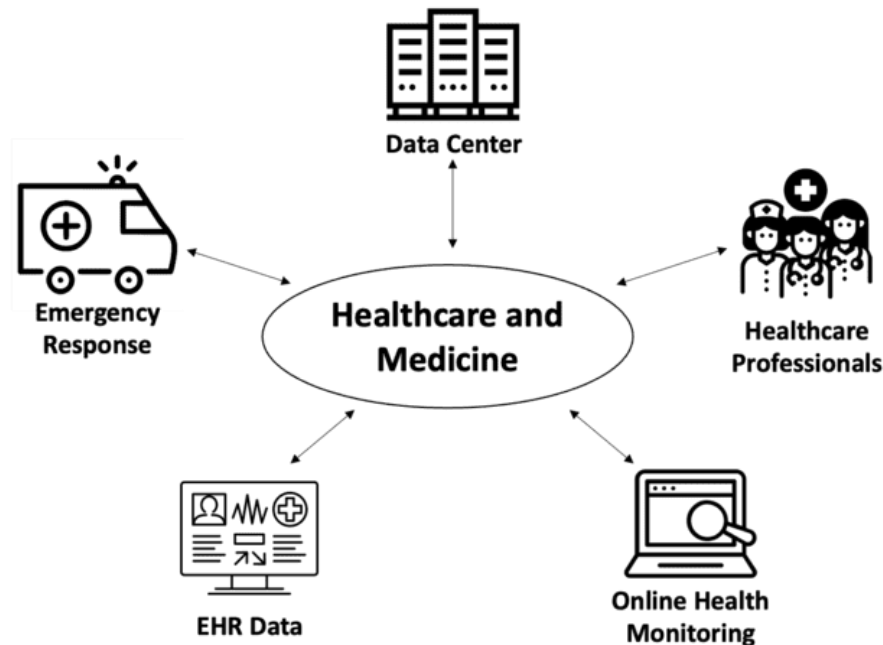 Data Center
Emergency
Response
Healthcare and
Medicine
Healthcare
Professionals
EHR Data
Online Health
Monitoring